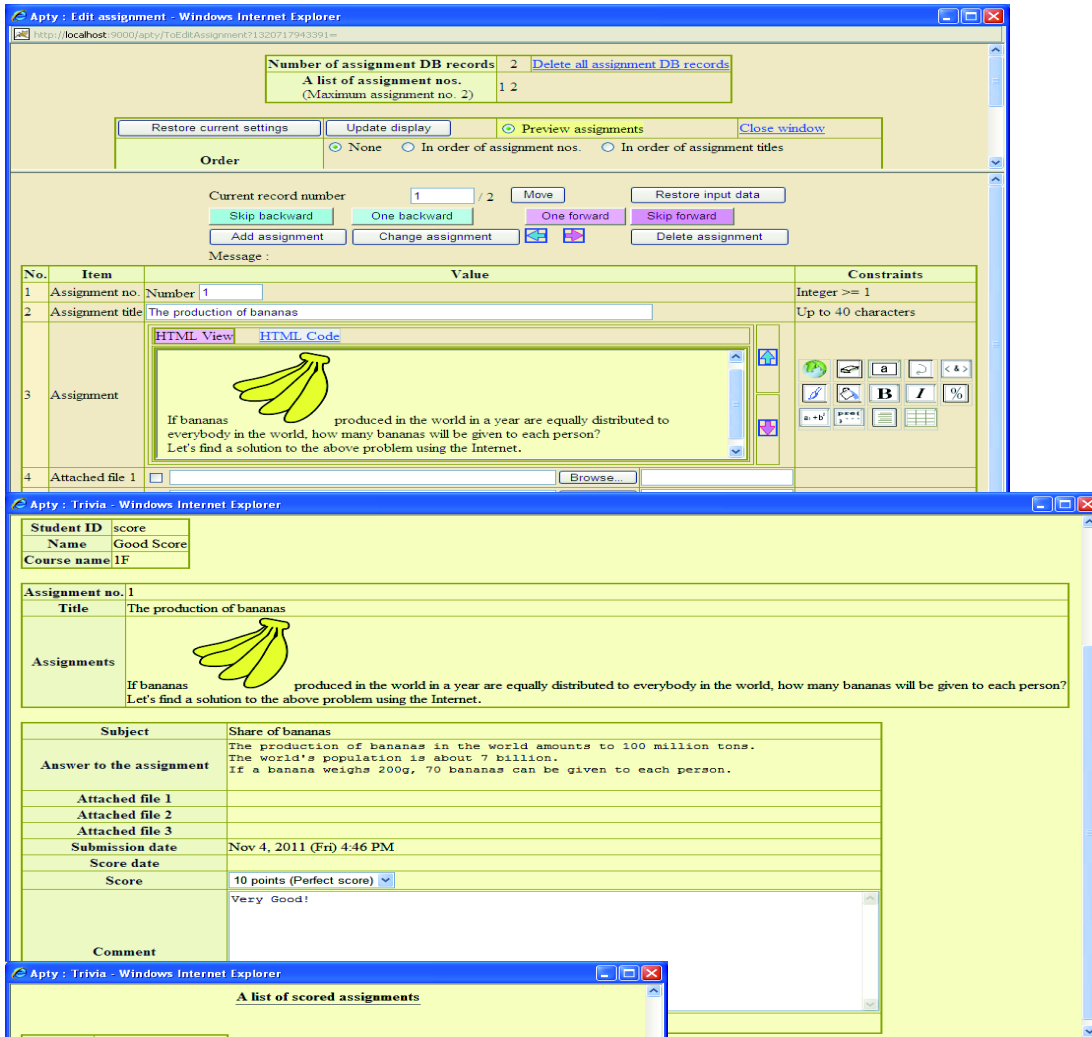 Apty : Edit assignment - Windows Internet Explorer
http://localhost:9000/apty/ToEditAssignment?1320717943391=
Number of assignment DB records 2 Delete all assignment DB records
A list of assignment nos.
(Maximum assignment no. 2) 1 2
Restore current settings Update display Preview assignments Close window
Order None In order of assignment nos. In order of assignment titles
Current record number 1 / 2 Move Restore input data
Skip backward One backward One forward Skip forward
Add assignment Change assignment Delete assignment
Message :
No. Item Value Constraints
1 Assignment no. Number 1 Integer >= 1
2 Assignment title The production of bananas Up to 40 characters
HTML View HTML Code
3 Assignment
If bananas produced in the world in a year are equally distributed to
everybody in the world, how many bananas will be given to each person?
Let's find a solution to the above problem using the Internet.
a < & >
B I %
4 Attached file 1 Browse...
Apty : Trivia - Windows Internet Explorer
Student ID score
Name Good Score
Course name 1F
Assignment no. 1
Title The production of bananas
Assignments
If bananas produced in the world in a year are equally distributed to everybody in the world, how many bananas will be given to each person?
Let's find a solution to the above problem using the Internet.
Subject Share of bananas
Answer to the assignment
The production of bananas in the world amounts to 100 million tons.
The world's population is about 7 billion.
If a banana weighs 200g, 70 bananas can be given to each person.
Attached file 1
Attached file 2
Attached file 3
Submission date Nov 4, 2011 (Fri) 4:46 PM
Score date
Score 10 points (Perfect score)
Comment Very Good!
Apty : Trivia - Windows Internet Explorer
A list of scored assignments